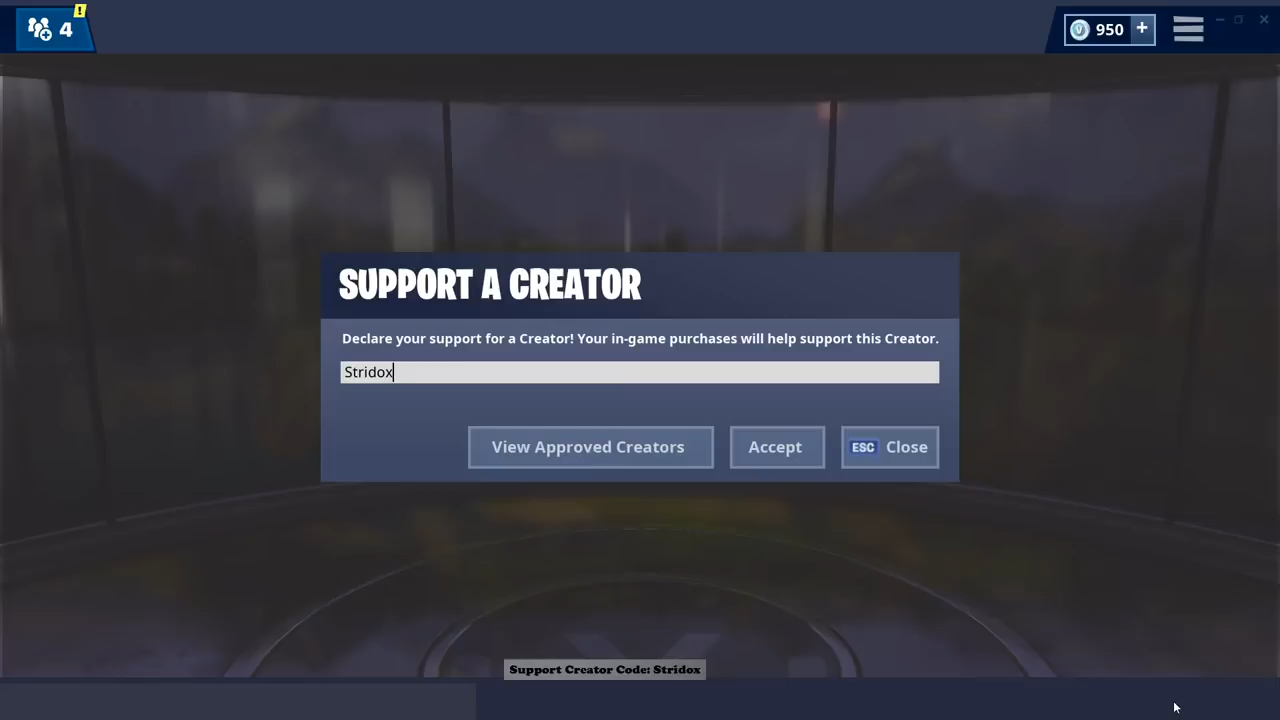 !
4
V 950 +
SUPPORT A CREATOR
Declare your support for a Creator! Your in-game purchases will help support this Creator.
Stridox
View Approved Creators Accept ESC Close
Support Creator Code: Stridox